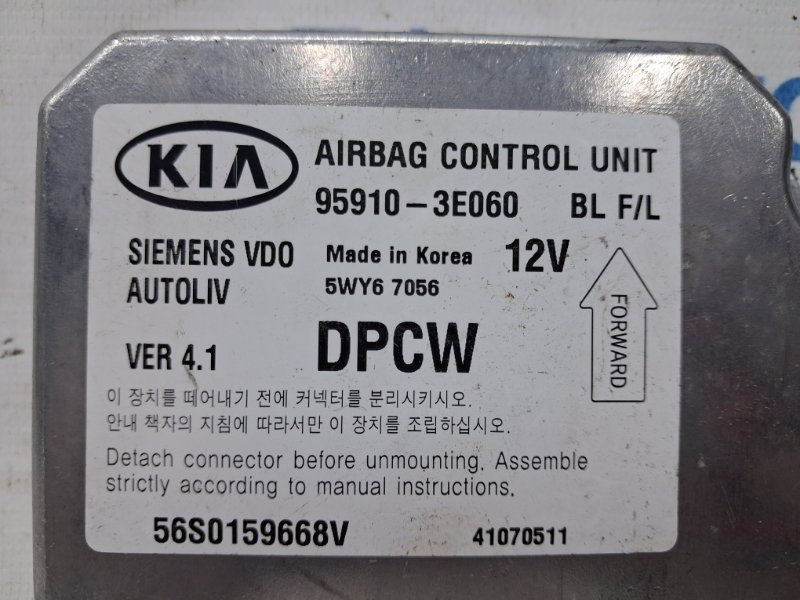 KIA AIRBAG CONTROL UNIT
95910-3E060 BL F/L
SIEMENS VDO Made in Korea 12V
AUTOLIV 5WY6 7056
FORWARD
VER 4.1 DPCW
이 장치를 떼어내기 전에 커넥터를 분리시키시오.
안내 책자의 지침에 따라서만 이 장치를 조립하십시오.
Detach connector before unmounting. Assemble
strictly according to manual instructions.
56S0159668V 41070511